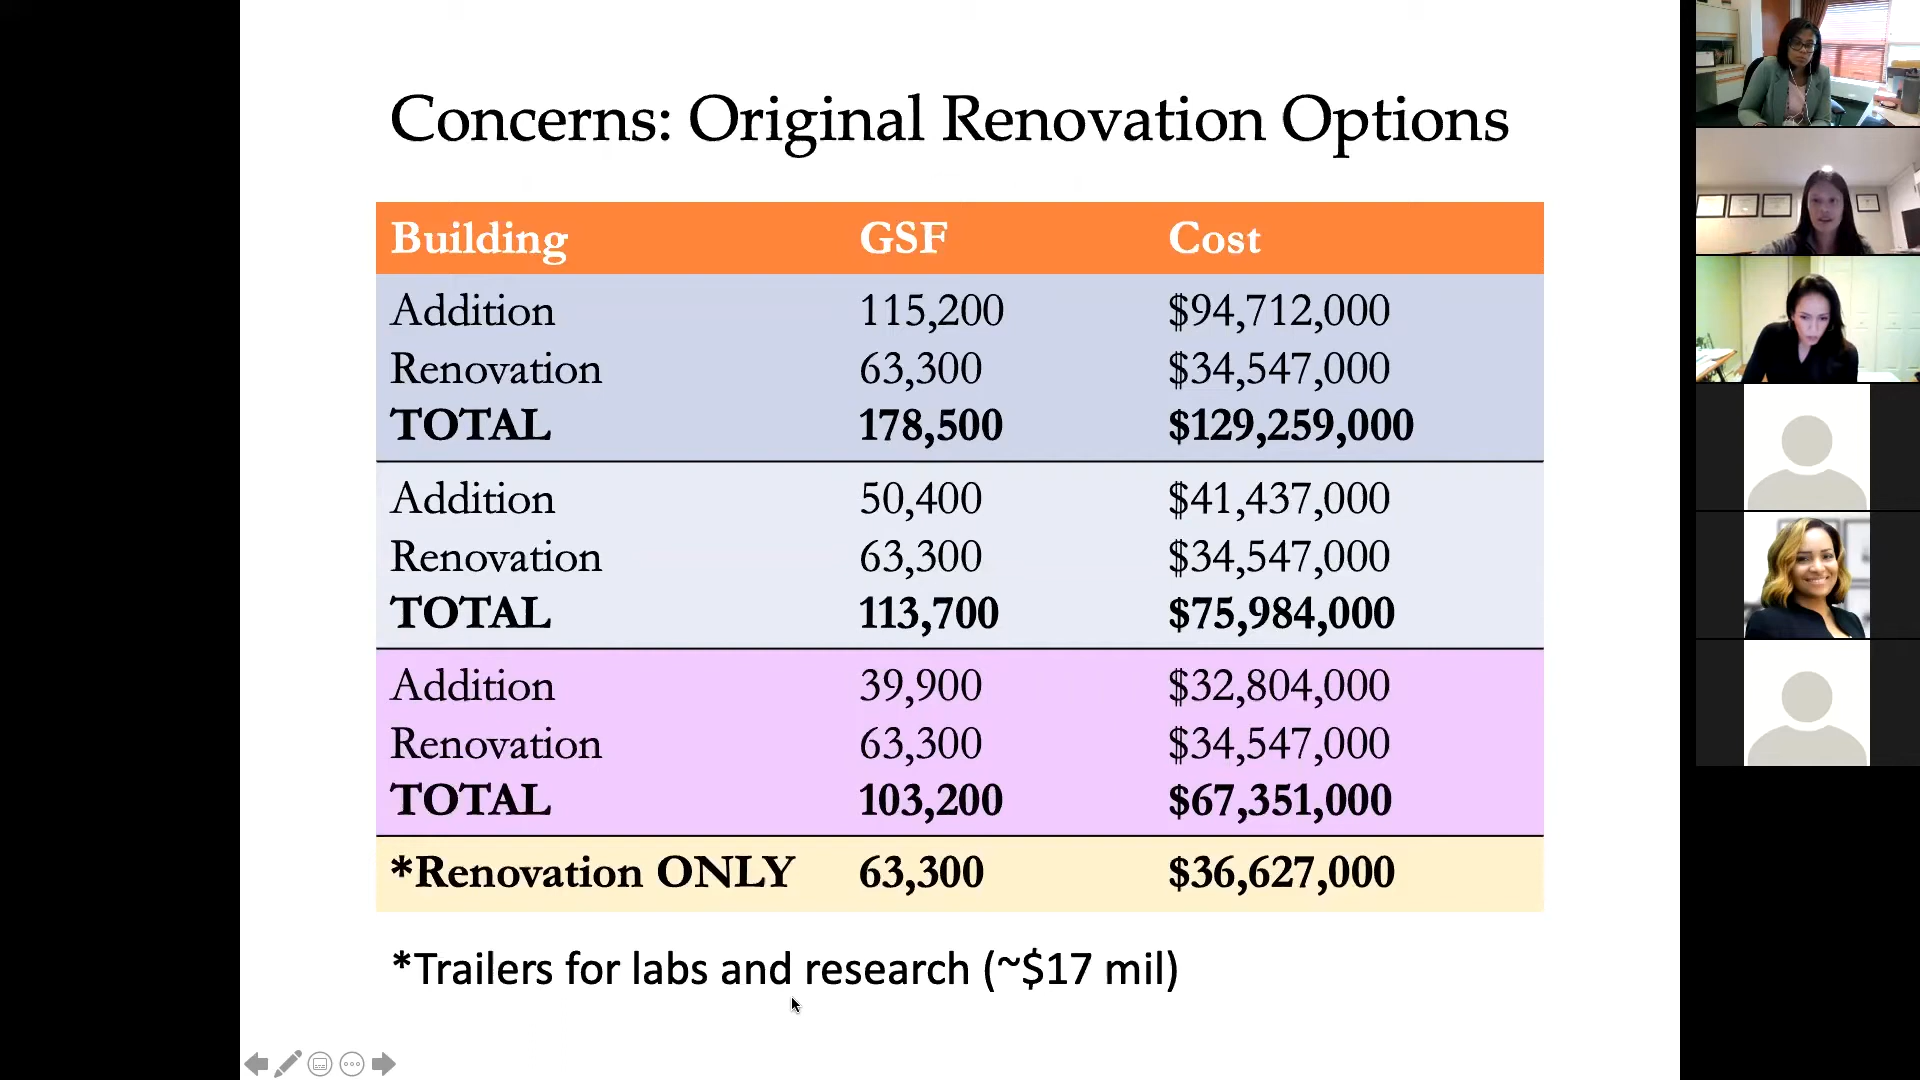 Concerns: Original Renovation Options
Building GSF Cost
Addition 115,200 $94,712,000
Renovation 63,300 $34,547,000
TOTAL 178,500 $129,259,000
Addition 50,400 $41,437,000
Renovation 63,300 $34,547,000
TOTAL 113,700 $75,984,000
Addition 39,900 $32,804,000
Renovation 63,300 $34,547,000
TOTAL 103,200 $67,351,000
*Renovation ONLY 63,300 $36,627,000
*Trailers for labs and research (~$17 mil)